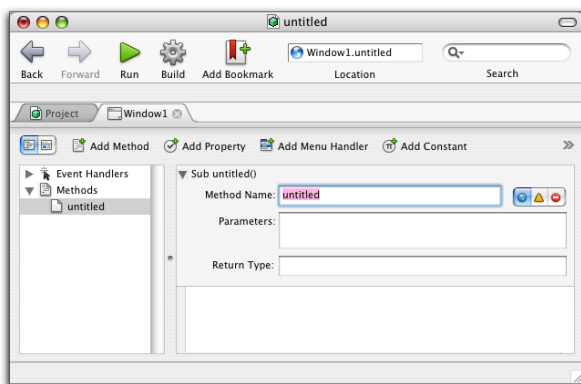 untitled
Back Forward Run Build Add Bookmark Window1.untitled Location Search
Project Window1
Add Method Add Property Add Menu Handler π Add Constant »
Event Handlers
Methods
untitled
Sub untitled()
Method Name: untitled
Parameters:
Return Type: